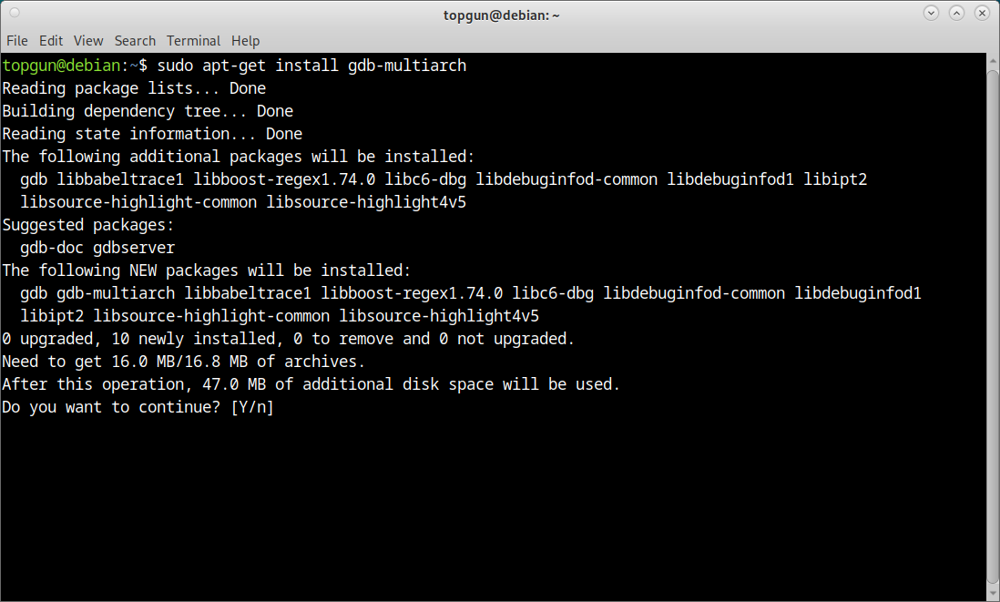 topgun@debian: ~
File Edit View Search Terminal Help
topgun@debian:~$ sudo apt-get install gdb-multiarch
Reading package lists... Done
Building dependency tree... Done
Reading state information... Done
The following additional packages will be installed:
  gdb libbabeltrace1 libboost-regex1.74.0 libc6-dbg libdebuginfod-common libdebuginfod1 libipt2
  libsource-highlight-common libsource-highlight4v5
Suggested packages:
  gdb-doc gdbserver
The following NEW packages will be installed:
  gdb gdb-multiarch libbabeltrace1 libboost-regex1.74.0 libc6-dbg libdebuginfod-common libdebuginfod1
  libipt2 libsource-highlight-common libsource-highlight4v5
0 upgraded, 10 newly installed, 0 to remove and 0 not upgraded.
Need to get 16.0 MB/16.8 MB of archives.
After this operation, 47.0 MB of additional disk space will be used.
Do you want to continue? [Y/n]